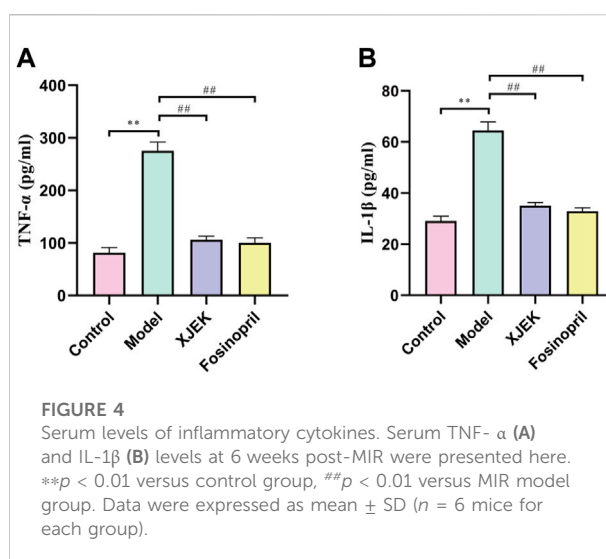 A
TNF-α (pg/ml)
400
300
200
100
0
**
##
##
Control
Model
XJEK
Fosinopril
B
IL-1β (pg/ml)
80
60
40
20
0
**
##
##
Control
Model
XJEK
Fosinopril
FIGURE 4
Serum levels of inflammatory cytokines. Serum TNF- α (A)
and IL-1β (B) levels at 6 weeks post-MIR were presented here.
**p < 0.01 versus control group, ##p < 0.01 versus MIR model
group. Data were expressed as mean ± SD (n = 6 mice for
each group).